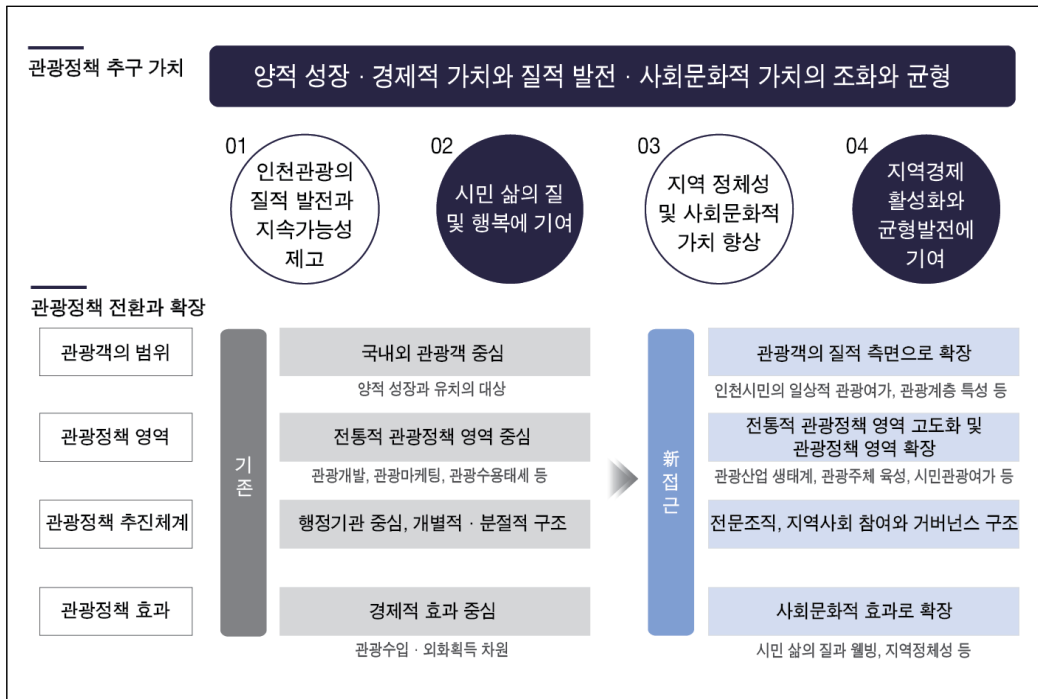 관광정책 추구 가치
양적 성장 · 경제적 가치와 질적 발전 · 사회문화적 가치의 조화와 균형
01
인천관광의
질적 발전과
지속가능성
제고
02
시민 삶의 질
및 행복에 기여
03
지역 정체성
및 사회문화적
가치 향상
04
지역경제
활성화와
균형발전에
기여
관광정책 전환과 확장
기존
新접근
관광객의 범위
국내외 관광객 중심
양적 성장과 유치의 대상
관광객의 질적 측면으로 확장
인천시민의 일상적 관광여가, 관광계층 특성 등
관광정책 영역
전통적 관광정책 영역 중심
관광개발, 관광마케팅, 관광수용태세 등
전통적 관광정책 영역 고도화 및
관광정책 영역 확장
관광산업 생태계, 관광주체 육성, 시민관광여가 등
관광정책 추진체계
행정기관 중심, 개별적 · 분절적 구조
전문조직, 지역사회 참여와 거버넌스 구조
관광정책 효과
경제적 효과 중심
관광수입 · 외화획득 차원
사회문화적 효과로 확장
시민 삶의 질과 웰빙, 지역정체성 등